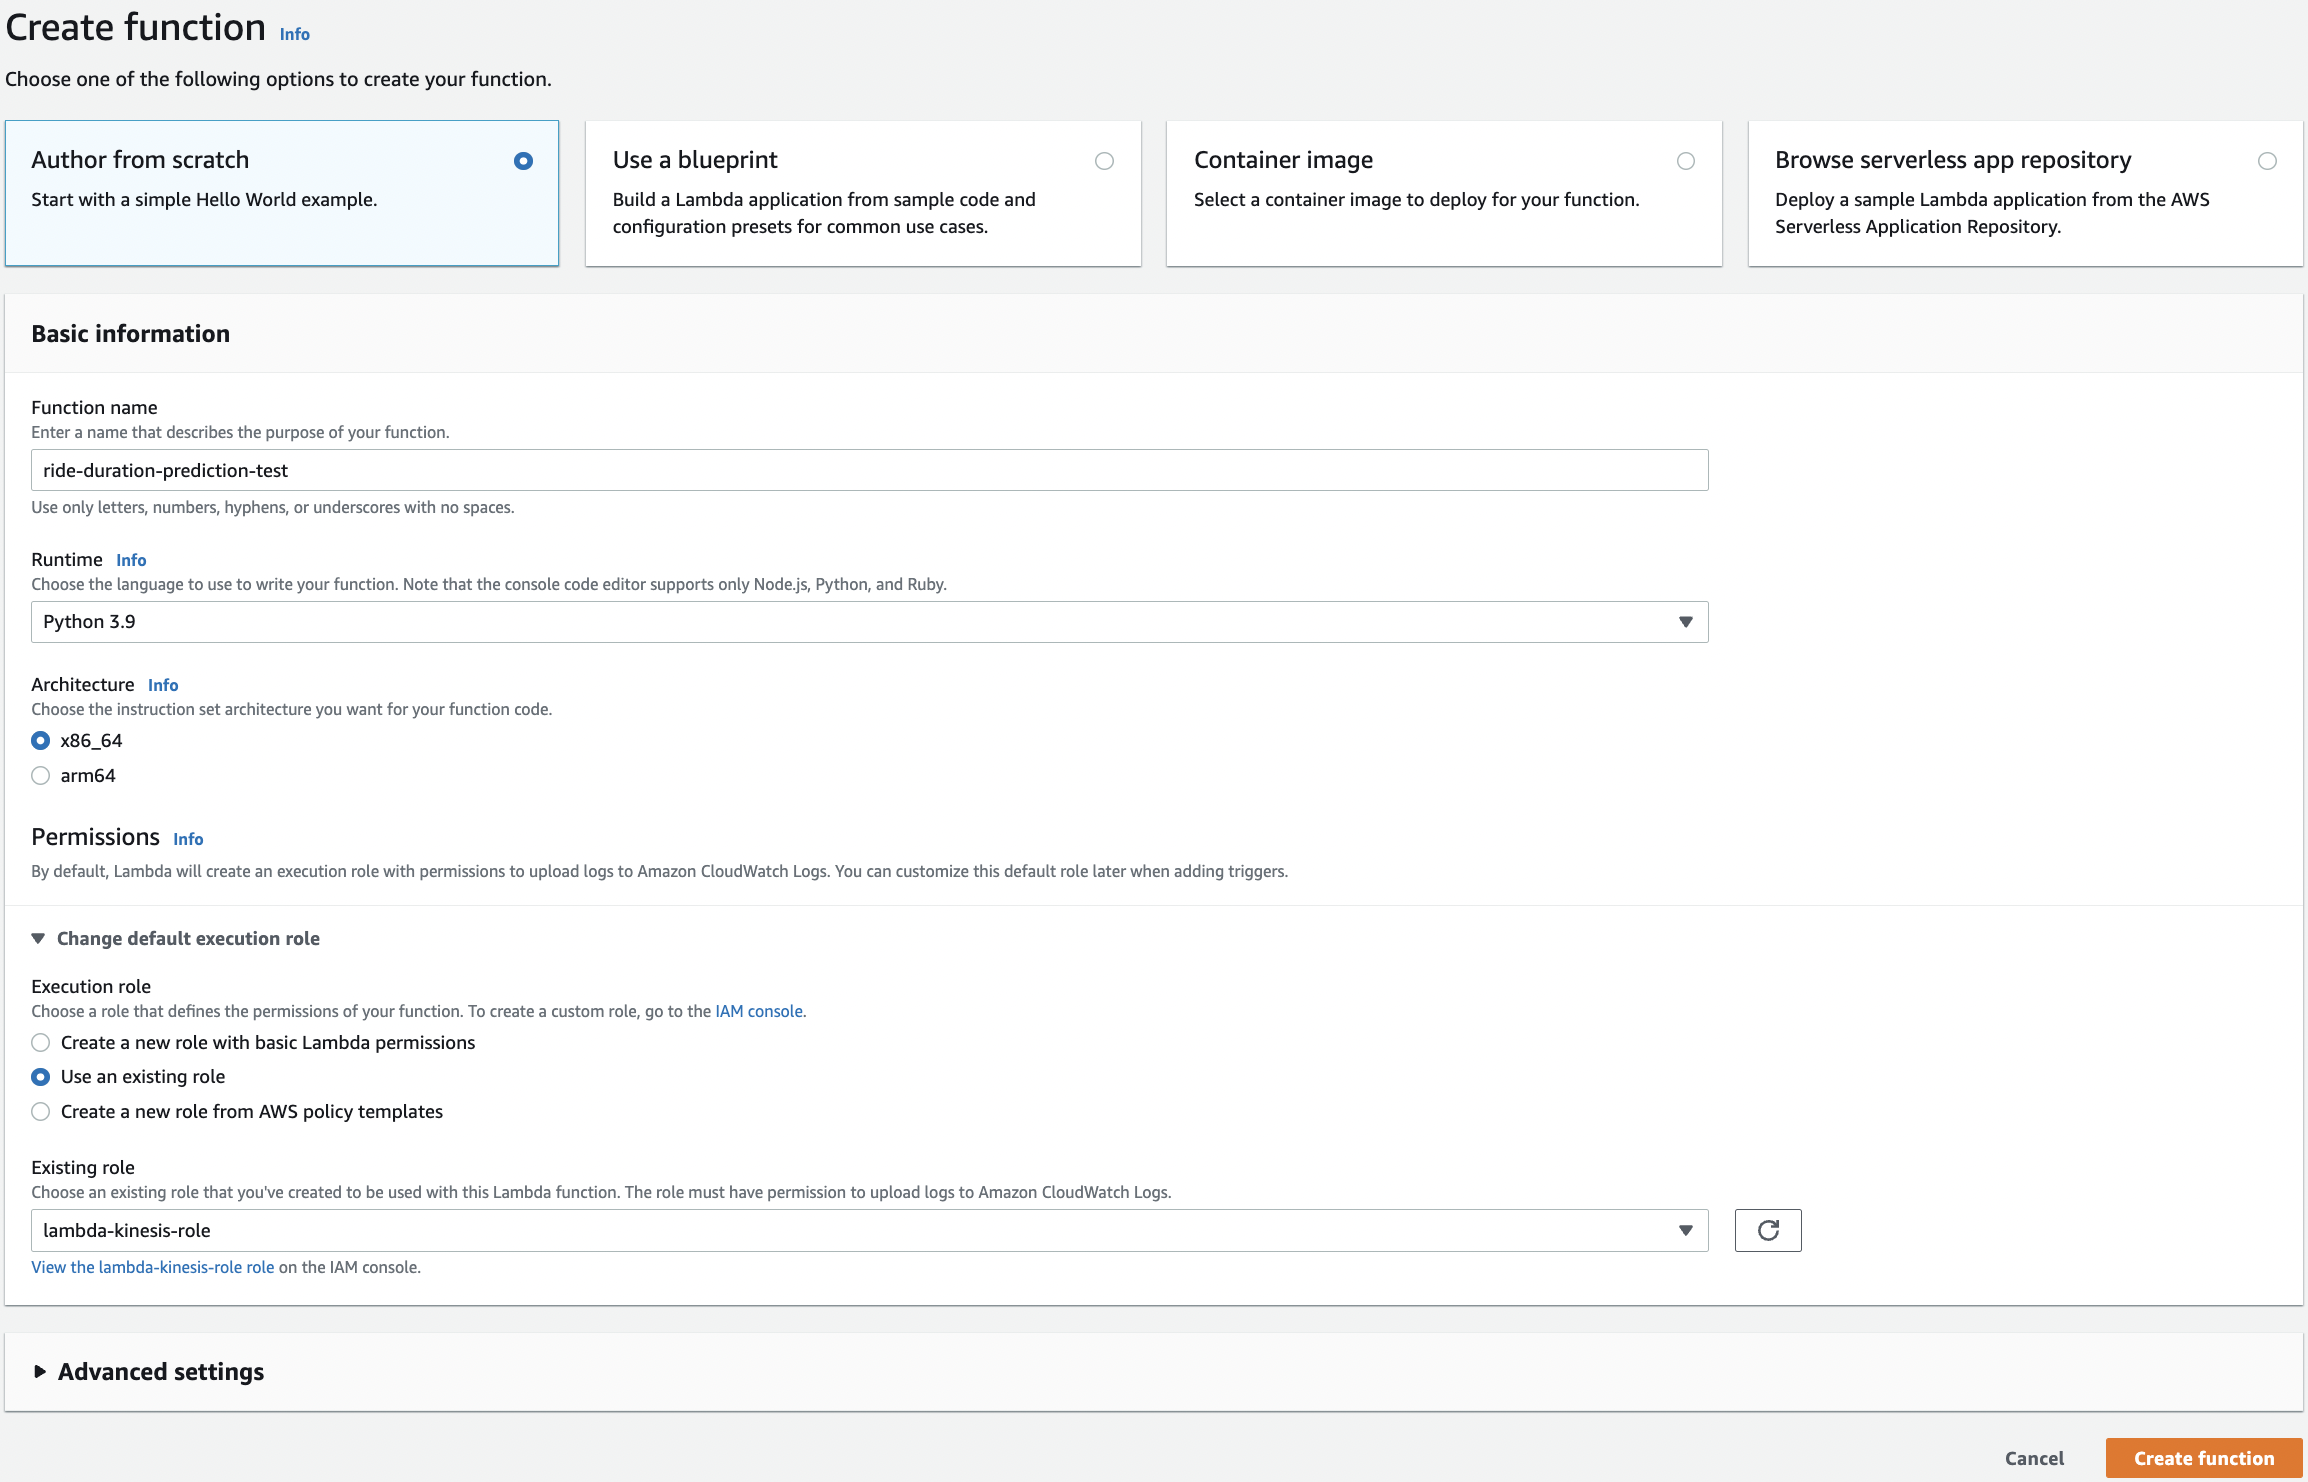 Create function Info
Choose one of the following options to create your function.
Author from scratch
Start with a simple Hello World example.
Use a blueprint
Build a Lambda application from sample code and
configuration presets for common use cases.
Container image
Select a container image to deploy for your function.
Browse serverless app repository
Deploy a sample Lambda application from the AWS
Serverless Application Repository.
Basic information
Function name
Enter a name that describes the purpose of your function.
ride-duration-prediction-test
Use only letters, numbers, hyphens, or underscores with no spaces.
Runtime Info
Choose the language to use to write your function. Note that the console code editor supports only Node.js, Python, and Ruby.
Python 3.9
Architecture Info
Choose the instruction set architecture you want for your function code.
x86_64
arm64
Permissions Info
By default, Lambda will create an execution role with permissions to upload logs to Amazon CloudWatch Logs. You can customize this default role later when adding triggers.
Change default execution role
Execution role
Choose a role that defines the permissions of your function. To create a custom role, go to the IAM console.
Create a new role with basic Lambda permissions
Use an existing role
Create a new role from AWS policy templates
Existing role
Choose an existing role that you've created to be used with this Lambda function. The role must have permission to upload logs to Amazon CloudWatch Logs.
lambda-kinesis-role
View the lambda-kinesis-role role on the IAM console.
Advanced settings
Cancel
Create function